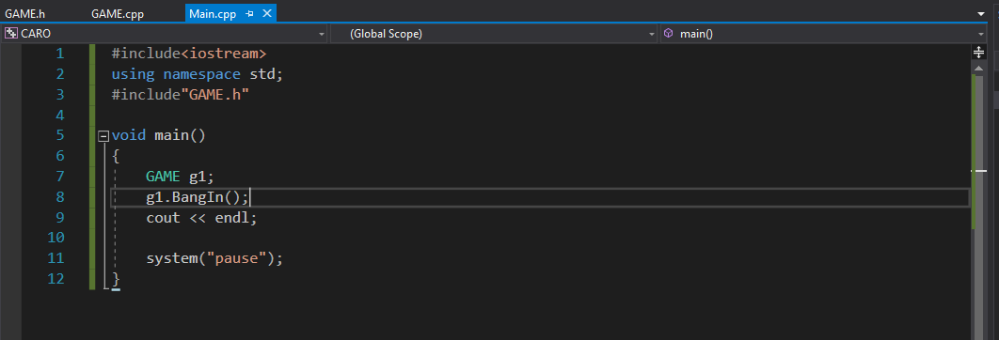 GAME.h GAME.cpp Main.cpp
CARO (Global Scope) main()
1 #include<iostream>
2 using namespace std;
3 #include"GAME.h"
4
5 void main()
6 {
7 GAME g1;
8 g1.BangIn();
9 cout << endl;
10
11 system("pause");
12 }